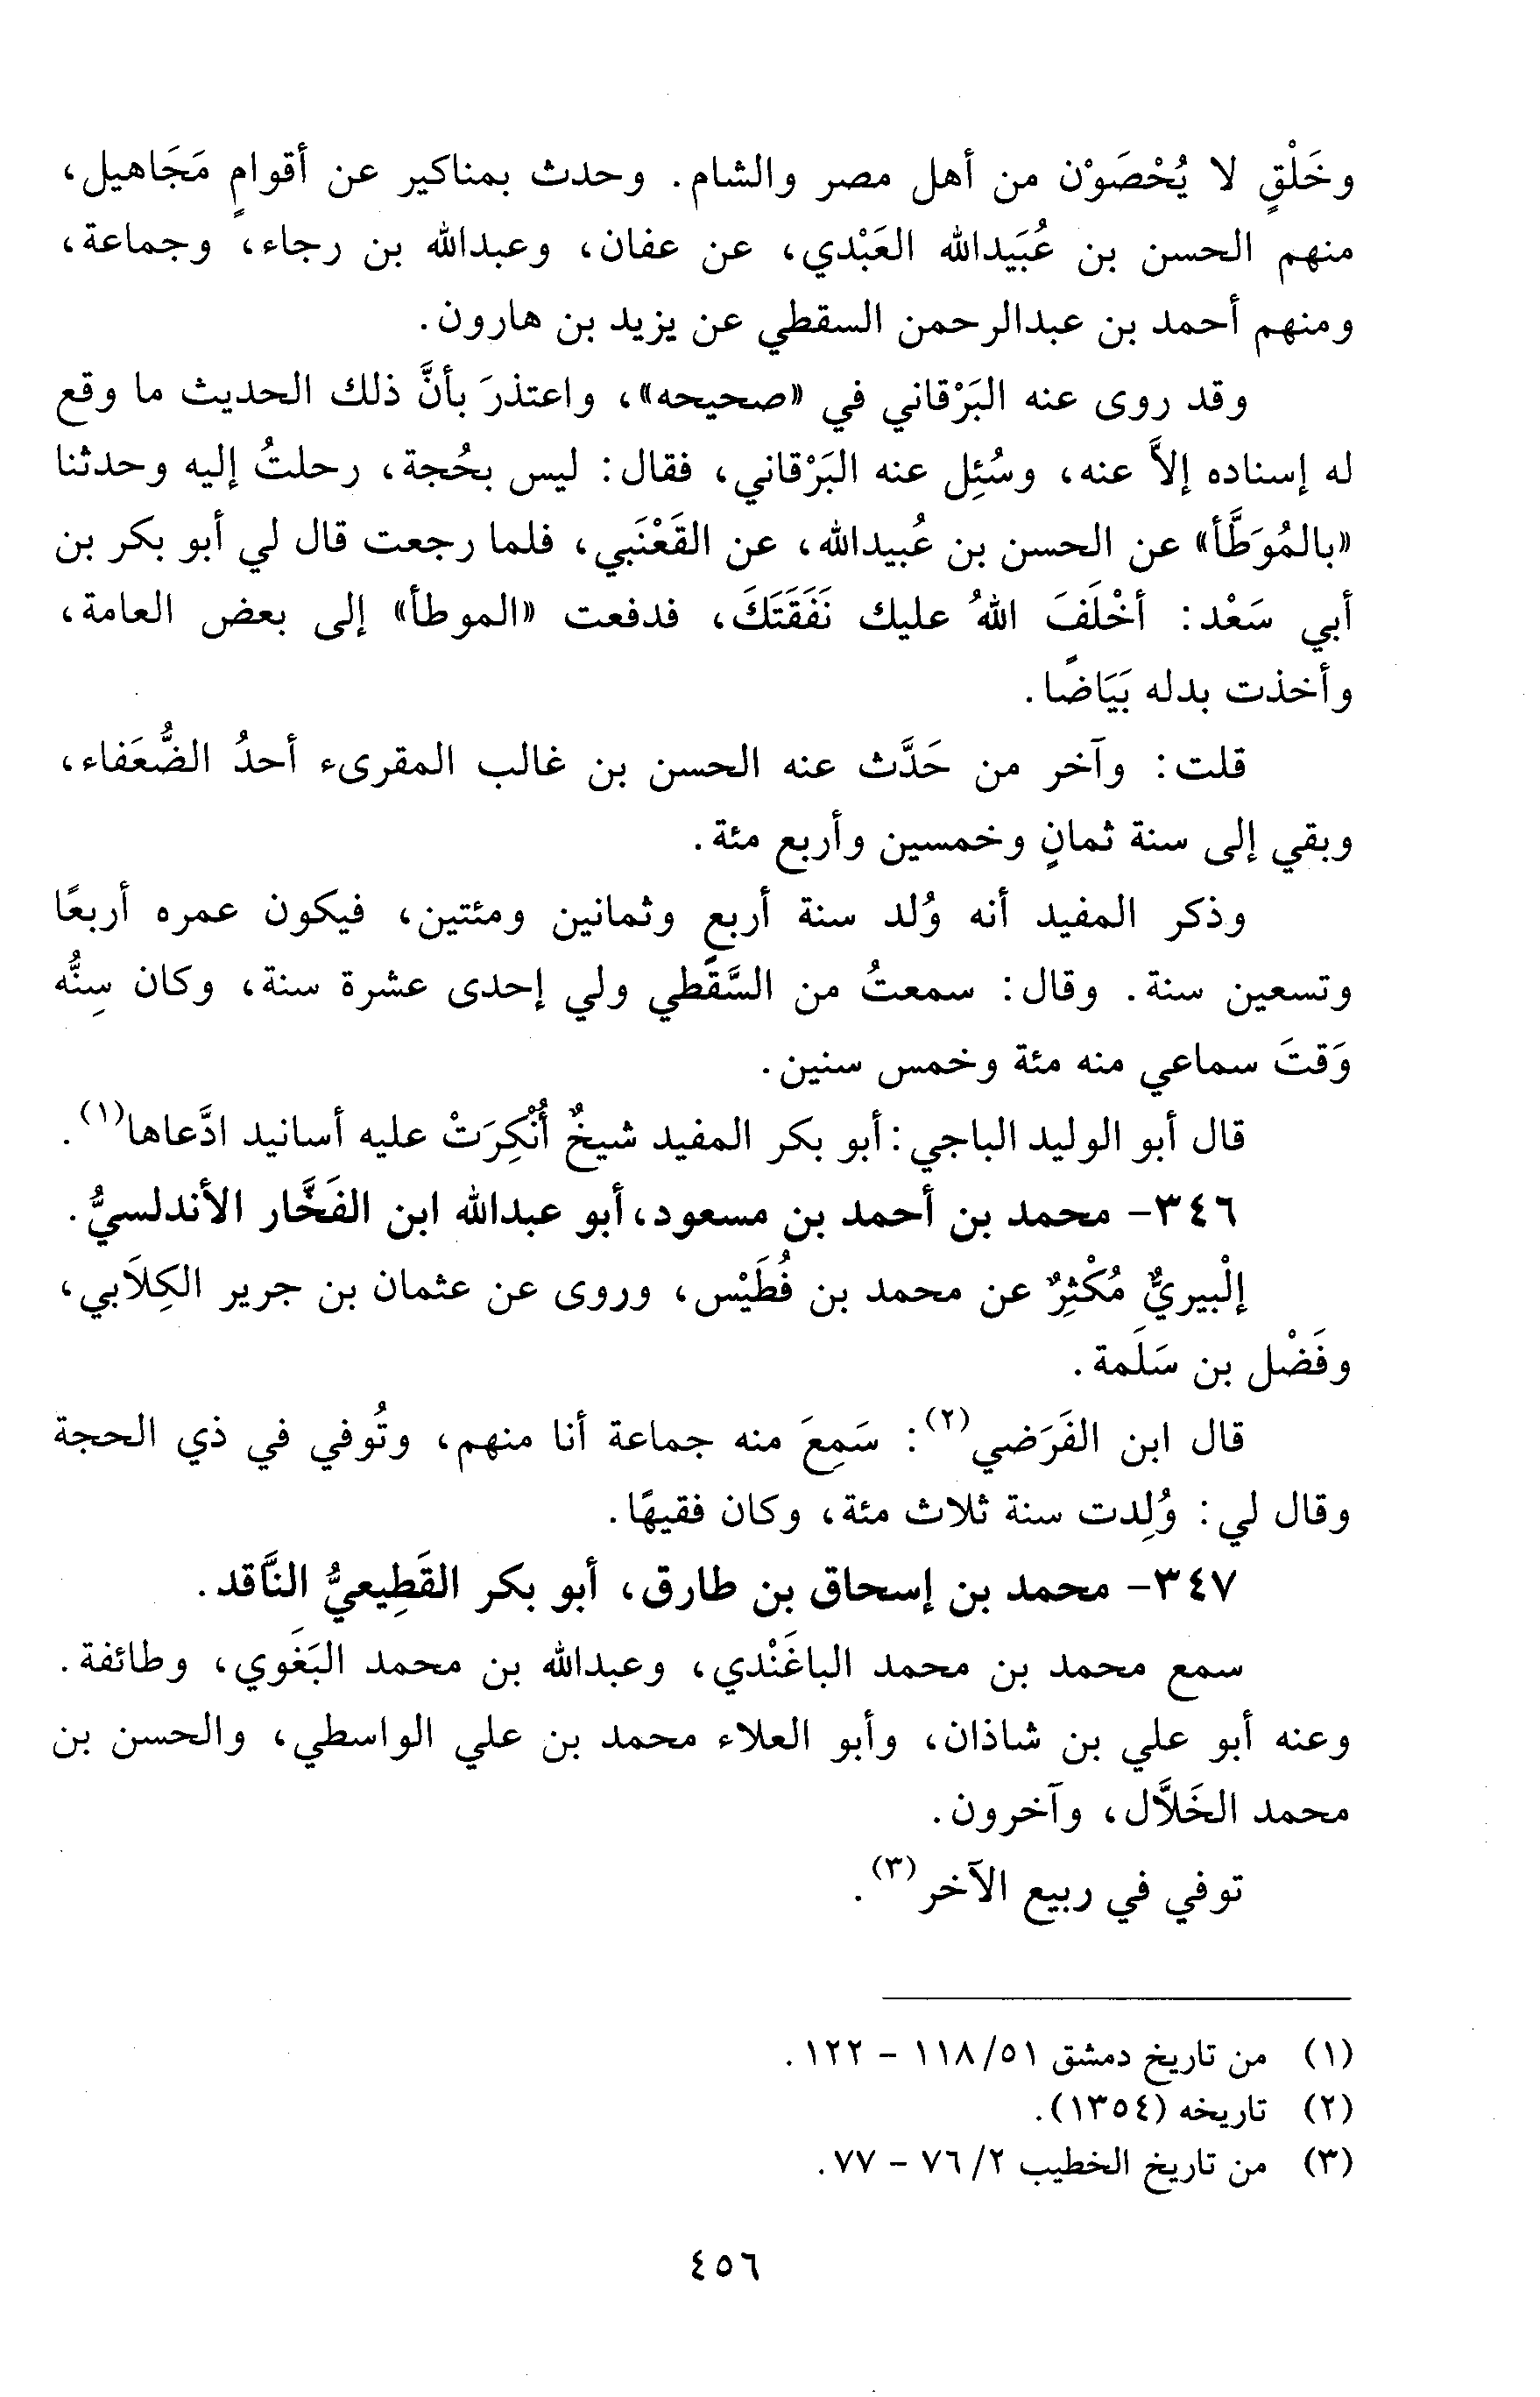 وخَلْقٍ لا يُحْصَوْن من أهل مصر والشام. وحدث بمناكير عن أقوامٍ مَجَاهيل،
منهم الحسن بن عُبَيدالله العَبْدي، عن عفان، وعبدالله بن رجاء، وجماعة،
ومنهم أحمد بن عبدالرحمن السقطي عن يزيد بن هارون.
وقد روى عنه البَرْقاني في «صحيحه»، واعتذرَ بأنَّ ذلك الحديث ما وقع
له إسناده إلاَّ عنه، وسُئِل عنه البَرْقاني، فقال: ليس بحُجة، رحلتُ إليه وحدثنا
«بالمُوَطَّأ» عن الحسن بن عُبيدالله، عن القَعْنَبي، فلما رجعت قال لي أبو بكر بن
أبي سَعْد: أخْلَفَ اللهُ عليك نَفَقَتَكَ، فدفعت «الموطأ» إلى بعض العامة،
وأخذت بدله بَيَاضًا.
قلت: وآخر من حَدَّث عنه الحسن بن غالب المقرىء أحدُ الضُّعَفاء،
وبقي إلى سنة ثمانٍ وخمسين وأربع مئة.
وذكر المفيد أنه وُلد سنة أربعٍ وثمانين ومئتين، فيكون عمره أربعًا
وتسعين سنة. وقال: سمعتُ من السَّقَطي ولي إحدى عشرة سنة، وكان سِنُّه
وَقتَ سماعي منه مئة وخمس سنين.
قال أبو الوليد الباجي: أبو بكر المفيد شيخٌ أُنْكِرَتْ عليه أسانيد ادَّعاها(١).
٣٤٦- محمد بن أحمد بن مسعود، أبو عبدالله ابن الفَخَّار الأندلسيُّ.
إلْبيريٌّ مُكْثِرٌ عن محمد بن فُطَيْس، وروى عن عثمان بن جرير الكِلاَبي،
وفَضْل بن سَلَمة.
قال ابن الفَرَضي(٢): سَمِعَ منه جماعة أنا منهم، وتُوفي في ذي الحجة
وقال لي: وُلِدت سنة ثلاث مئة، وكان فقيهًا.
٣٤٧- محمد بن إسحاق بن طارق، أبو بكر القَطِيعيُّ النَّاقد.
سمع محمد بن محمد الباغَنْدي، وعبدالله بن محمد البَغَوي، وطائفة.
وعنه أبو علي بن شاذان، وأبو العلاء محمد بن علي الواسطي، والحسن بن
محمد الخَلاَّل، وآخرون.
توفي في ربيع الآخر(٣).
(١) من تاريخ دمشق ٥١/ ١١٨ - ١٢٢.
(٢) تاريخه (١٣٥٤).
(٣) من تاريخ الخطيب ٢/ ٧٦ - ٧٧.
٤٥٦